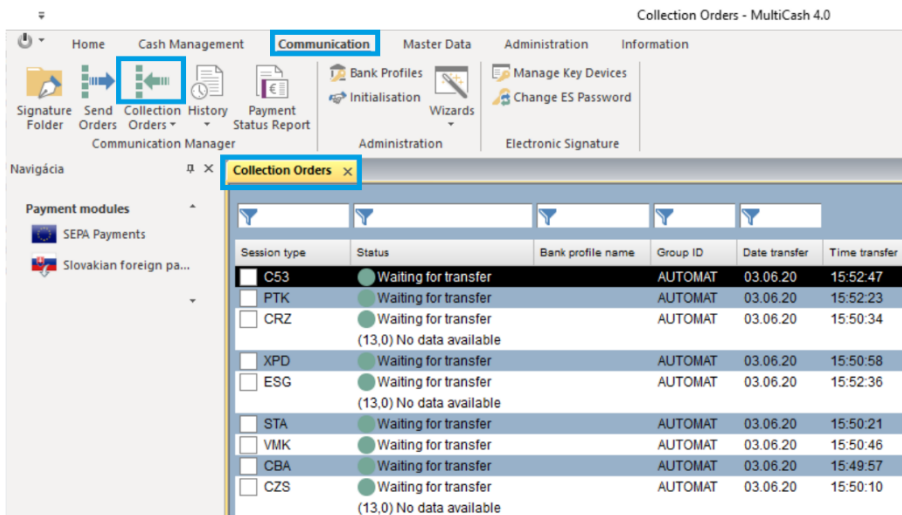 Collection Orders - MultiCash 4.0
Home Cash Management Communication Master Data Administration Information
Signature Folder
Send Orders
Collection Orders
History
Payment Status Report
Communication Manager
Bank Profiles
Initialisation
Wizards
Administration
Manage Key Devices
Change ES Password
Electronic Signature
Navigácia
Payment modules
SEPA Payments
Slovakian foreign pa...
Collection Orders
Session type Status Bank profile name Group ID Date transfer Time transfer
C53 Waiting for transfer AUTOMAT 03.06.20 15:52:47
PTK Waiting for transfer AUTOMAT 03.06.20 15:52:23
CRZ Waiting for transfer AUTOMAT 03.06.20 15:50:34
(13,0) No data available
XPD Waiting for transfer AUTOMAT 03.06.20 15:50:58
ESG Waiting for transfer AUTOMAT 03.06.20 15:52:36
(13,0) No data available
STA Waiting for transfer AUTOMAT 03.06.20 15:50:21
VMK Waiting for transfer AUTOMAT 03.06.20 15:50:46
CBA Waiting for transfer AUTOMAT 03.06.20 15:49:57
CZS Waiting for transfer AUTOMAT 03.06.20 15:50:10
(13,0) No data available